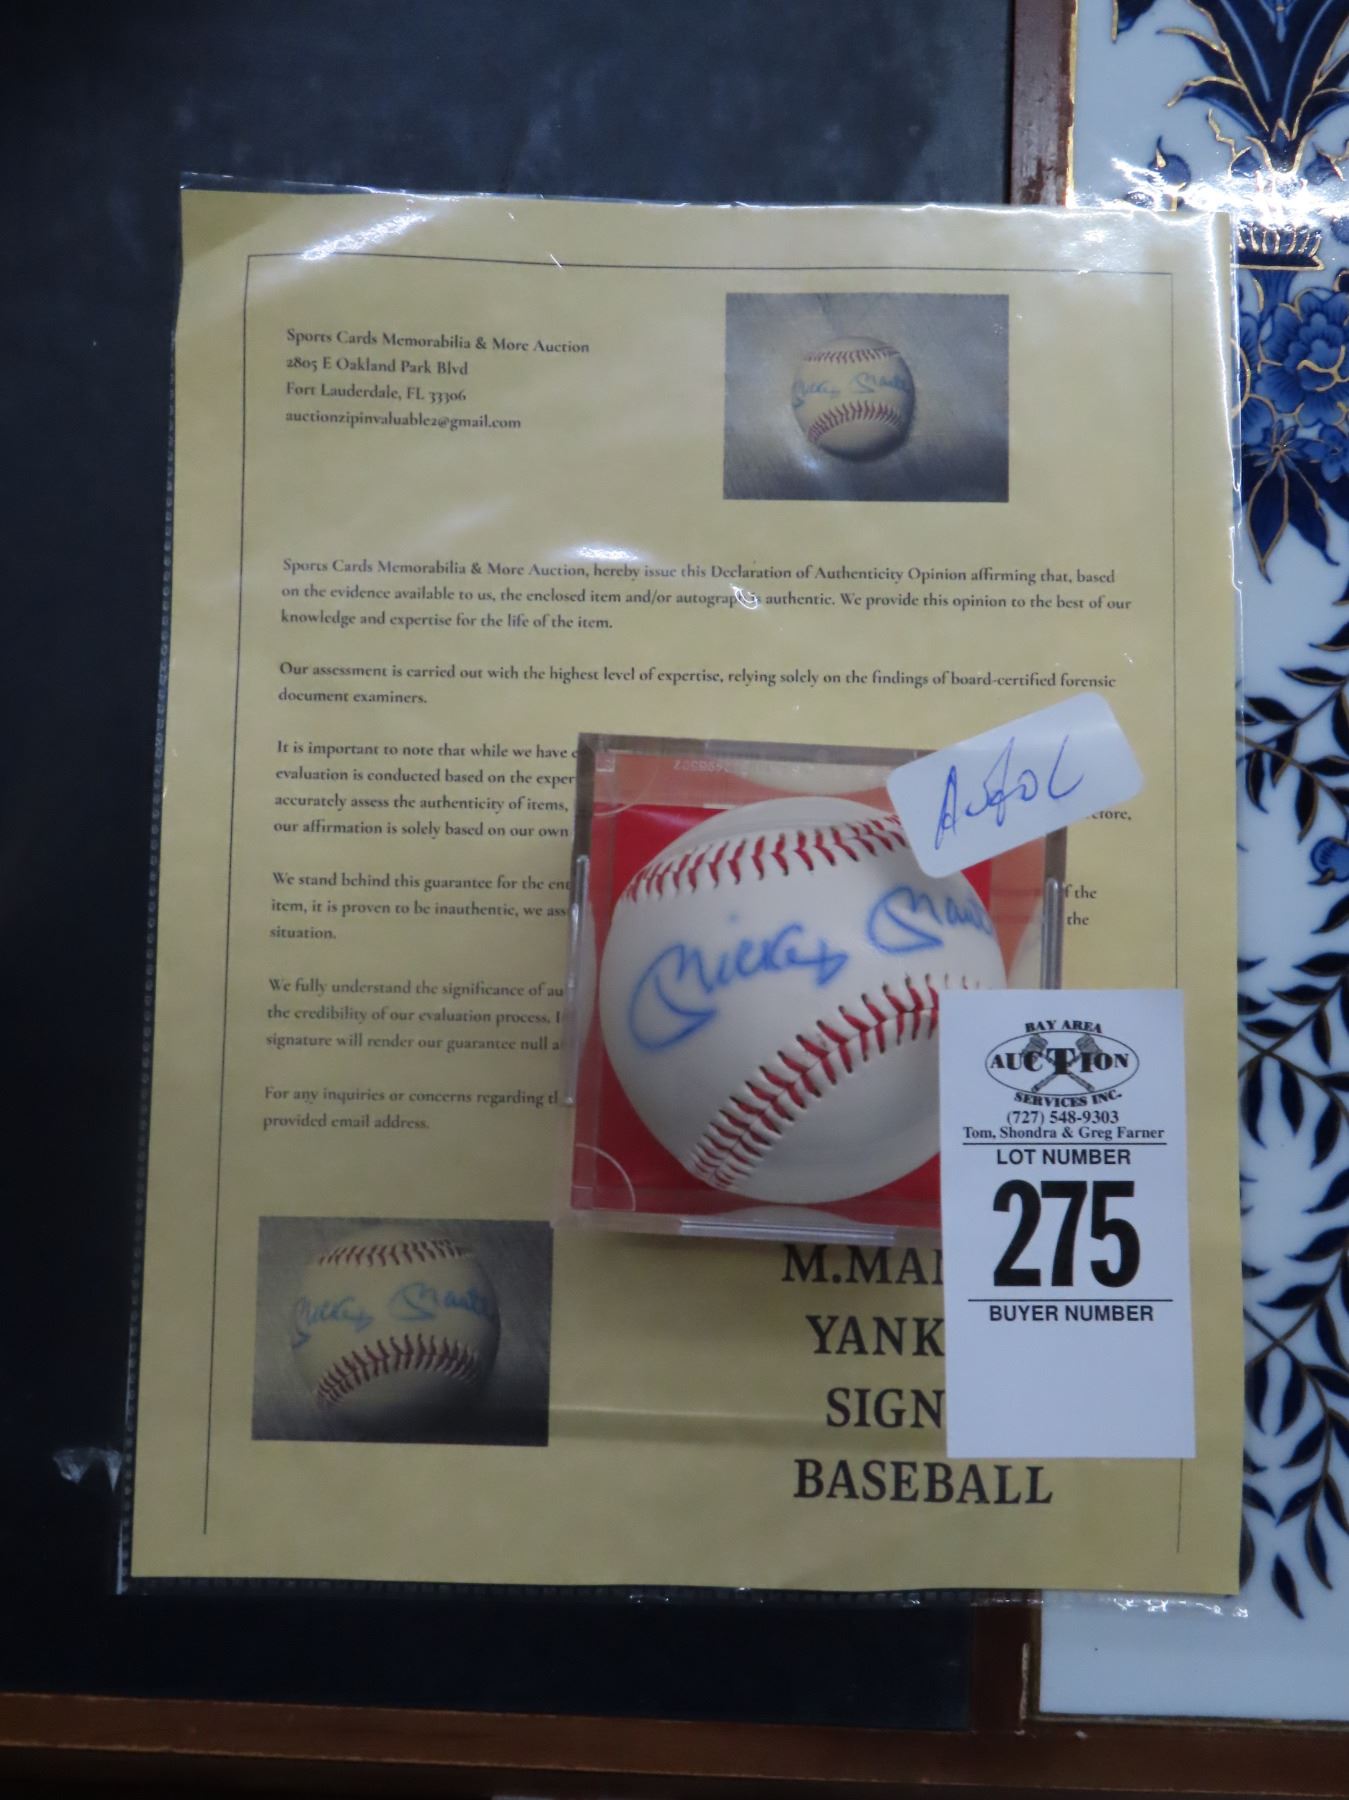 Sports Cards Memorabilia & More Auction
2805 E Oakland Park Blvd
Fort Lauderdale, FL 33306
auctionzipinvaluable2@gmail.com
Sports Cards Memorabilia & More Auction, hereby issue this Declaration of Authenticity Opinion affirming that, based
on the evidence available to us, the enclosed item and/or autograph is authentic. We provide this opinion to the best of our
knowledge and expertise for the life of the item.
Our assessment is carried out with the highest level of expertise, relying solely on the findings of board-certified forensic
document examiners.
It is important to note that while we have
evaluation is conducted based on the exper
accurately assess the authenticity of items,
our affirmation is solely based on our own
We stand behind this guarantee for the
f the
item, it is proven to be inauthentic, we ass
the
situation.
We fully understand the significance of au
the credibility of our evaluation process. I
signature will render our guarantee null a
For any inquiries or concerns regarding t
provided email address.
Mickey Mantle
BAY AREA
AUCTION
SERVICES INC.
(727) 548-9303
Tom, Shondra & Greg Farner
LOT NUMBER
275
BUYER NUMBER
M.MAN
YANK
SIGN
BASEBALL